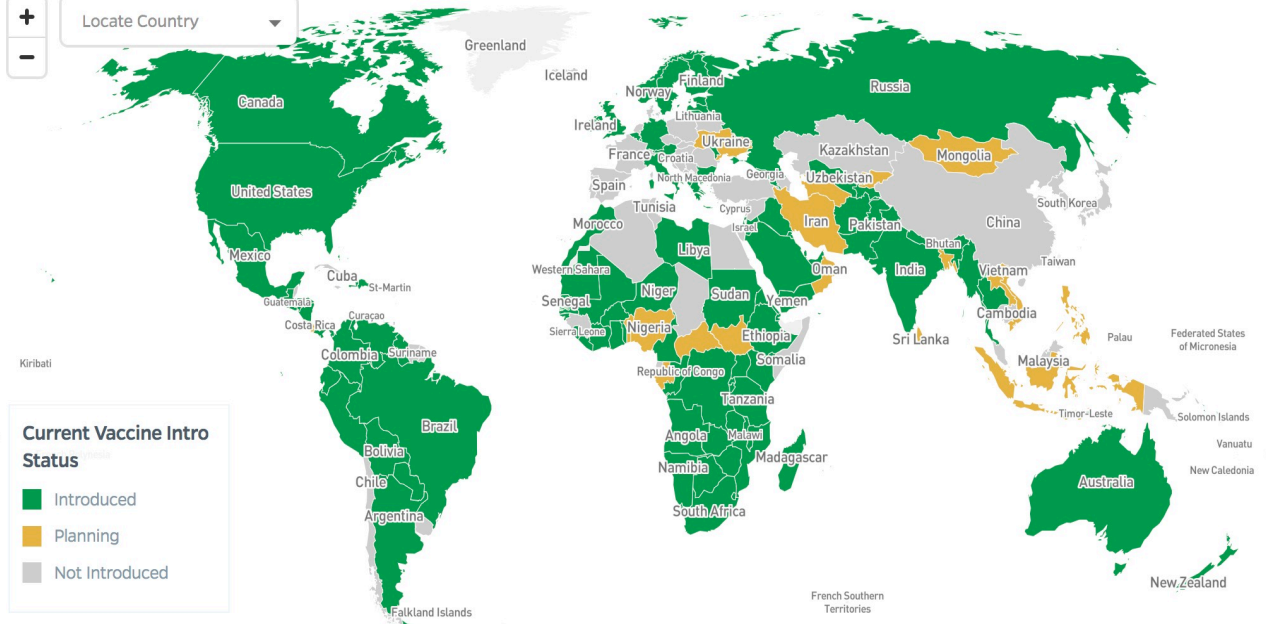 +
Locate Country
−
Greenland
Iceland
Canada
Norway
Finland
Russia
Lithuania
Ireland
Ukraine
France
Croatia
Kazakhstan
Mongolia
North Macedonia
Georgia
Uzbekistan
Spain
United States
Tunisia
Cyprus
South Korea
Morocco
Israel
Iran
Pakistan
China
Mexico
Libya
Bhutan
Taiwan
Western Sahara
Oman
India
Vietnam
Cuba
St-Martin
Niger
Sudan
Yemen
Guatemala
Senegal
Cambodia
Curaçao
Costa Rica
Sierra Leone
Nigeria
Ethiopia
Sri Lanka
Palau
Federated States
of Micronesia
Colombia
Suriname
Somalia
Malaysia
Kiribati
Republic of Congo
Tanzania
Timor-Leste
Solomon Islands
Brazil
Angola
Malawi
Vanuatu
Bolivia
Madagascar
Namibia
New Caledonia
Chile
Australia
Argentina
South Africa
New Zealand
French Southern
Territories
Falkland Islands
Current Vaccine Intro
Status
Introduced
Planning
Not Introduced